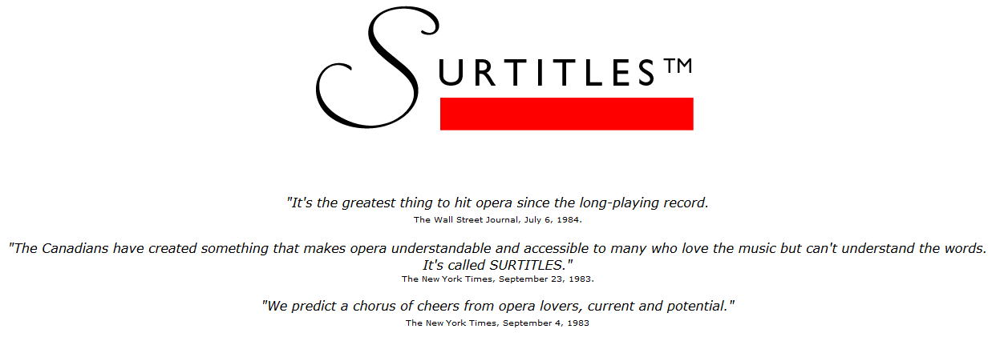 SURTITLES™
"It's the greatest thing to hit opera since the long-playing record.
The Wall Street Journal, July 6, 1984.
"The Canadians have created something that makes opera understandable and accessible to many who love the music but can't understand the words.
It's called SURTITLES."
The New York Times, September 23, 1983.
"We predict a chorus of cheers from opera lovers, current and potential."
The New York Times, September 4, 1983